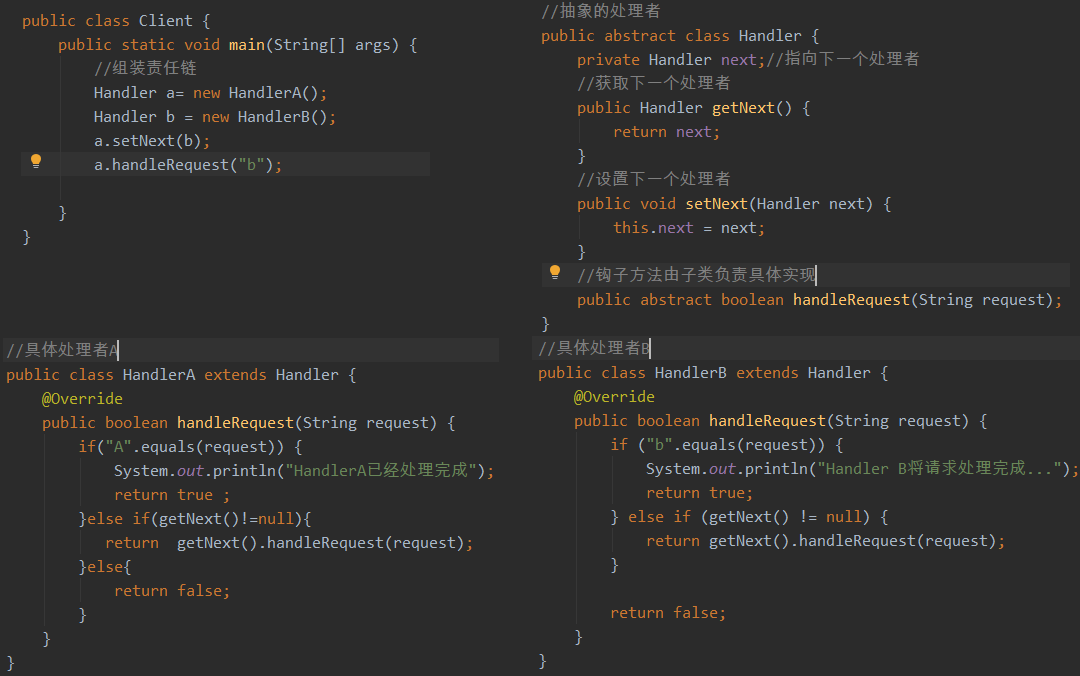 public class Client {
    public static void main(String[] args) {
        //组装责任链
        Handler a= new HandlerA();
        Handler b = new HandlerB();
        a.setNext(b);
        a.handleRequest("b");
    }
}
//抽象的处理者
public abstract class Handler {
    private Handler next;//指向下一个处理者
    //获取下一个处理者
    public Handler getNext() {
        return next;
    }
    //设置下一个处理者
    public void setNext(Handler next) {
        this.next = next;
    }
    //钩子方法由子类负责具体实现
    public abstract boolean handleRequest(String request);
}
//具体处理者A
public class HandlerA extends Handler {
    @Override
    public boolean handleRequest(String request) {
        if("A".equals(request)) {
            System.out.println("HandlerA已经处理完成");
            return true ;
        }else if(getNext()!=null){
           return  getNext().handleRequest(request);
        }else{
            return false;
        }
    }
}
//具体处理者B
public class HandlerB extends Handler {
    @Override
    public boolean handleRequest(String request) {
        if ("b".equals(request)) {
            System.out.println("Handler B将请求处理完成...");
            return true;
        } else if (getNext() != null) {
            return getNext().handleRequest(request);
        }
        return false;
    }
}